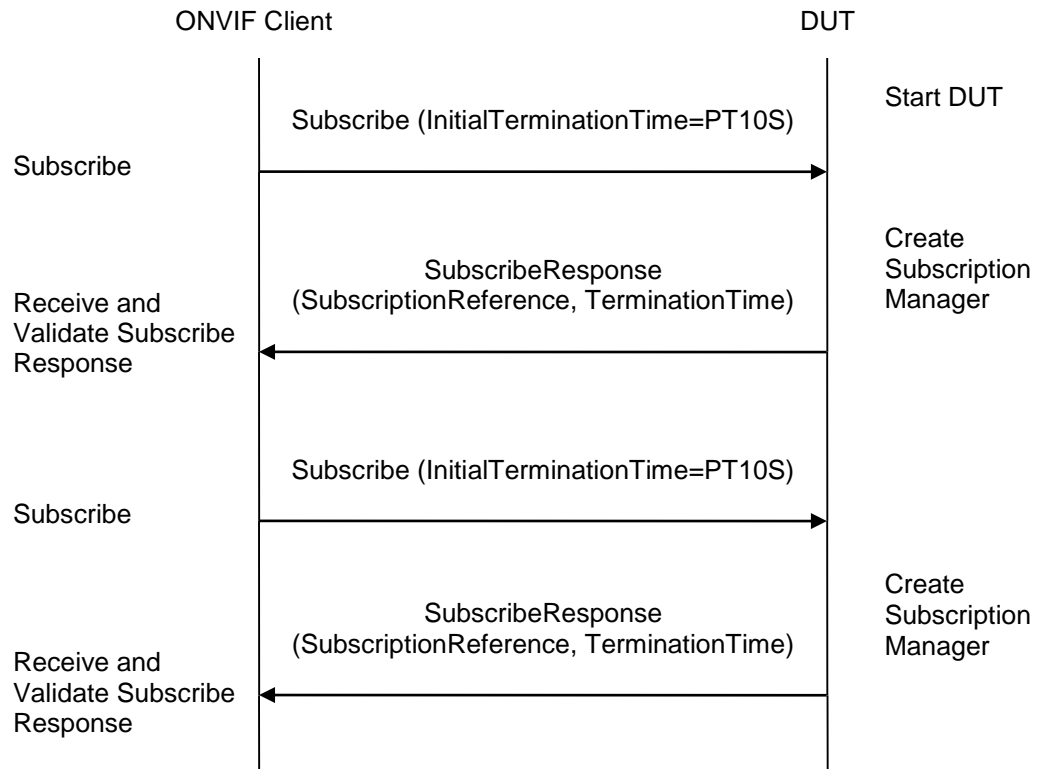 ONVIF Client
DUT
Start DUT
Subscribe (InitialTerminationTime=PT10S)
Subscribe
Create
Subscription
Manager
SubscribeResponse
(SubscriptionReference, TerminationTime)
Receive and
Validate Subscribe
Response
Subscribe (InitialTerminationTime=PT10S)
Subscribe
Create
Subscription
Manager
SubscribeResponse
(SubscriptionReference, TerminationTime)
Receive and
Validate Subscribe
Response